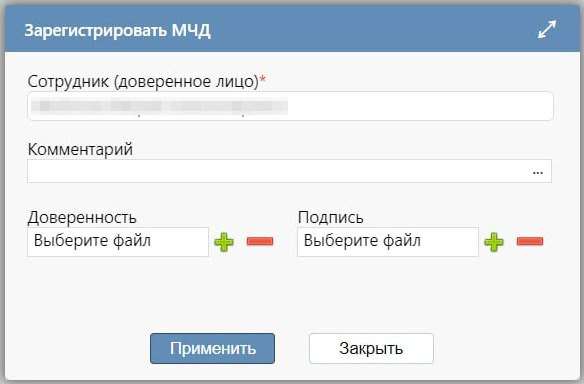 Зарегистрировать МЧД
Сотрудник (доверенное лицо)*
Комментарий
...
Доверенность Подпись
Выберите файл Выберите файл
Применить Закрыть